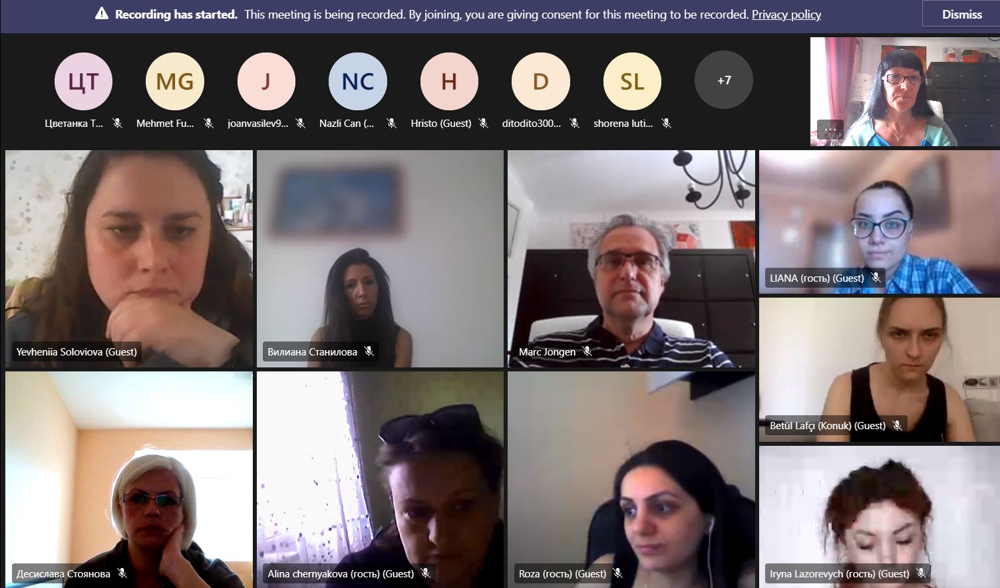 Recording has started. This meeting is being recorded. By joining, you are giving consent for this meeting to be recorded. Privacy policy
Dismiss
ЦТ
MG
J
NC
H
D
SL
+7
Цветанка Т...
Mehmet Fu...
joanvasilev9...
Nazli Can (...
Hristo (Guest)
ditodito300...
shorena luti...
...
LIANA (гость) (Guest)
Yevheniia Soloviova (Guest)
Вилиана Станилова
Marc Jongen
Betül Lafçı (Konuk) (Guest)
Десислава Стоянова
Alina chernyakova (гость) (Guest)
Roza (гость) (Guest)
Iryna Lazorevych (гость) (Guest)